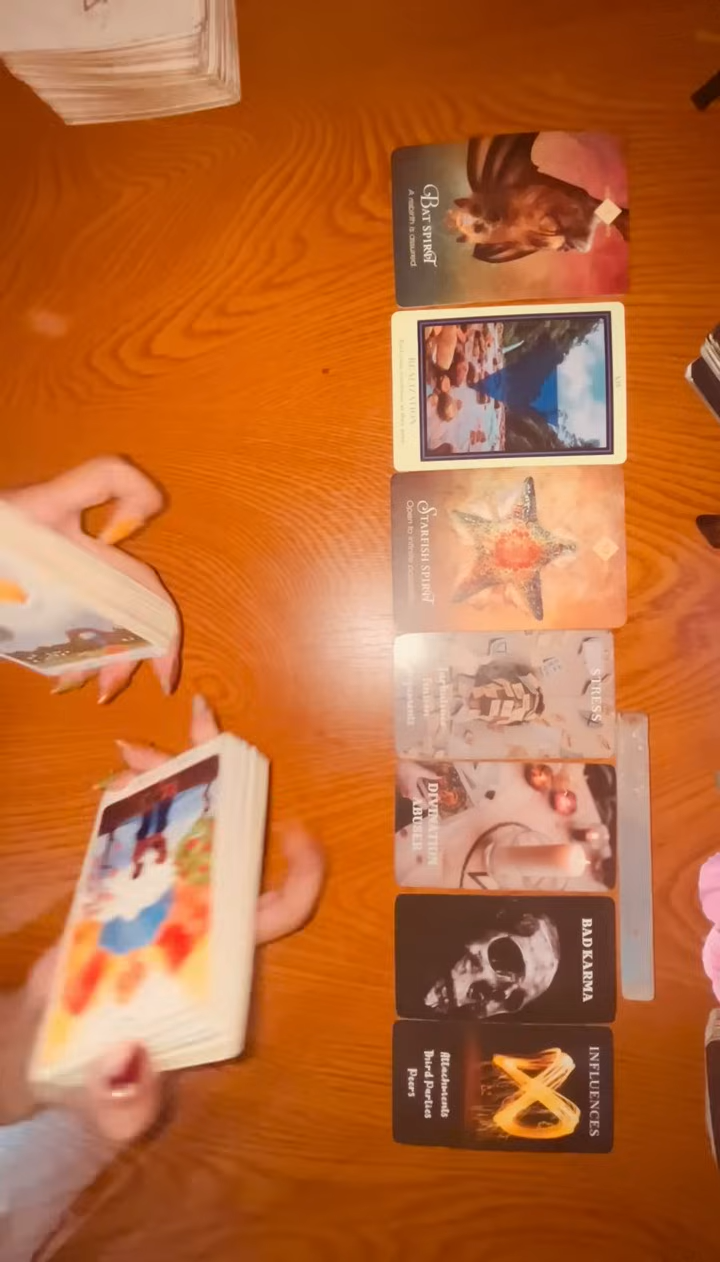 BAT SPIRIT
A rebirth is assured.
REALIZATION
STARFISH SPIRIT
Open to infinite possibilities.
STRESS
DIVINATION
ABUSER
BAD KARMA
INFLUENCES
Attachments
Third Parties
Peers